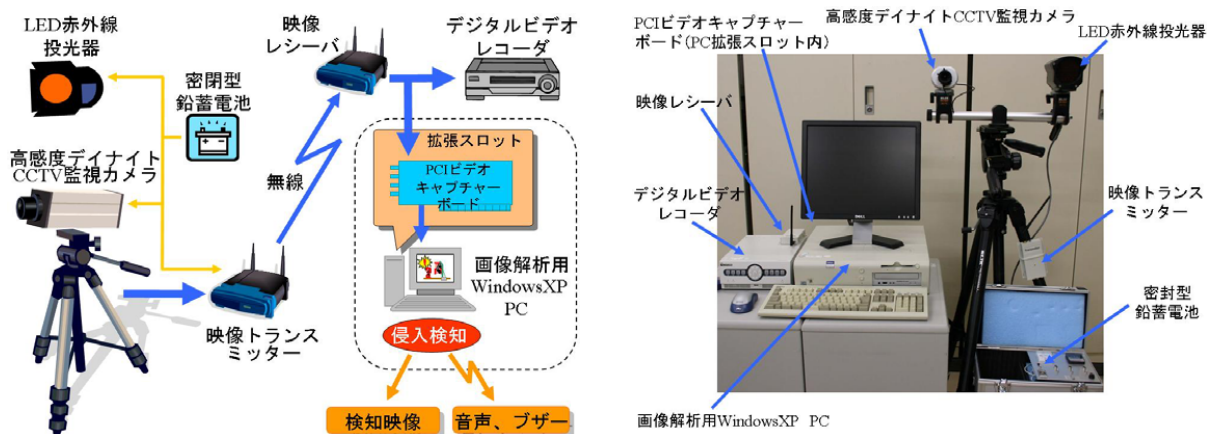 LED赤外線
投光器
密閉型
鉛蓄電池
高感度デイナイト
CCTV監視カメラ
映像
レシーバ
デジタルビデオ
レコーダ
無線
拡張スロット
PCIビデオ
キャプチャー
ボード
画像解析用
WindowsXP
PC
映像トランス
ミッター
侵入検知
検知映像
音声、ブザー
PCIビデオキャプチャー
ボード(PC拡張スロット内)
高感度デイナイトCCTV監視カメラ
LED赤外線投光器
映像レシーバ
デジタルビデオ
レコーダ
映像トランス
ミッター
密封型
鉛蓄電池
画像解析用WindowsXP PC